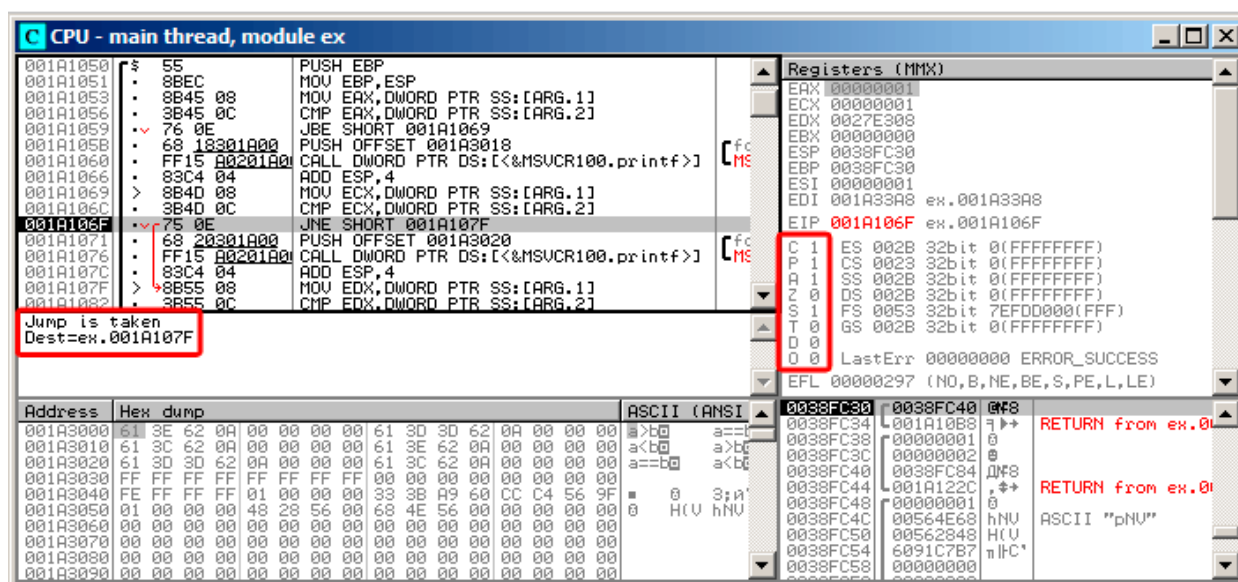 C CPU - main thread, module ex
001A1050 $ 55 PUSH EBP
001A1051 . 8BEC MOV EBP,ESP
001A1053 . 8B45 08 MOV EAX,DWORD PTR SS:[ARG.1]
001A1056 . 3B45 0C CMP EAX,DWORD PTR SS:[ARG.2]
001A1059 . 76 0E JBE SHORT 001A1069
001A105B . 68 18301A00 PUSH OFFSET 001A3018
001A1060 . FF15 A0201A0 CALL DWORD PTR DS:[<&MSVCR100.printf>]
001A1066 . 83C4 04 ADD ESP,4
001A1069 > 8B4D 08 MOV ECX,DWORD PTR SS:[ARG.1]
001A106C . 3B4D 0C CMP ECX,DWORD PTR SS:[ARG.2]
001A106F . 75 0E JNE SHORT 001A107F
001A1071 . 68 20301A00 PUSH OFFSET 001A3020
001A1076 . FF15 A0201A0 CALL DWORD PTR DS:[<&MSVCR100.printf>]
001A107C . 83C4 04 ADD ESP,4
001A107F > 8B55 08 MOV EDX,DWORD PTR SS:[ARG.1]
001A1082 . 3B55 0C CMP EDX,DWORD PTR SS:[ARG.2]
Jump is taken
Dest=ex.001A107F
Registers (MMX)
EAX 00000001
ECX 00000001
EDX 0027E308
EBX 00000000
ESP 0038FC30
EBP 0038FC30
ESI 00000001
EDI 001A33A8 ex.001A33A8
EIP 001A106F ex.001A106F
C 1 ES 002B 32bit 0(FFFFFFFF)
P 1 CS 0023 32bit 0(FFFFFFFF)
A 1 SS 002B 32bit 0(FFFFFFFF)
Z 0 DS 002B 32bit 0(FFFFFFFF)
S 1 FS 0053 32bit 7EFDD000(FFF)
T 0 GS 002B 32bit 0(FFFFFFFF)
D 0
O 0 LastErr 00000000 ERROR_SUCCESS
EFL 00000297 (NO,B,NE,BE,S,PE,L,LE)
Address Hex dump ASCII (ANSI
001A3000 61 3E 62 0A 00 00 00 00 61 3D 3D 62 0A 00 00 00 a>b a==b
001A3010 61 3C 62 0A 00 00 00 00 61 3E 62 0A 00 00 00 00 a<b a>b
001A3020 61 3D 3D 62 0A 00 00 00 61 3C 62 0A 00 00 00 00 a==b a<b
001A3030 FF FF FF FF FF FF FF FF 00 00 00 00 00 00 00 00
001A3040 FE FF FF FF 01 00 00 00 33 3B A9 60 CC C4 56 9F
001A3050 01 00 00 00 48 28 56 00 68 4E 56 00 00 00 00 00 H(V hNV
001A3060 00 00 00 00 00 00 00 00 00 00 00 00 00 00 00 00
001A3070 00 00 00 00 00 00 00 00 00 00 00 00 00 00 00 00
001A3080 00 00 00 00 00 00 00 00 00 00 00 00 00 00 00 00
001A3090 00 00 00 00 00 00 00 00 00 00 00 00 00 00 00 00
0038FC30 0038FC40
0038FC34 001A10B8 RETURN from ex.0
0038FC38 00000001
0038FC3C 00000002
0038FC40 0038FC84
0038FC44 001A122C RETURN from ex.0
0038FC48 00000001
0038FC4C 00564E68 hNV ASCII "pNV"
0038FC50 00562848 H(V
0038FC54 6091C7B7
0038FC58 00000000